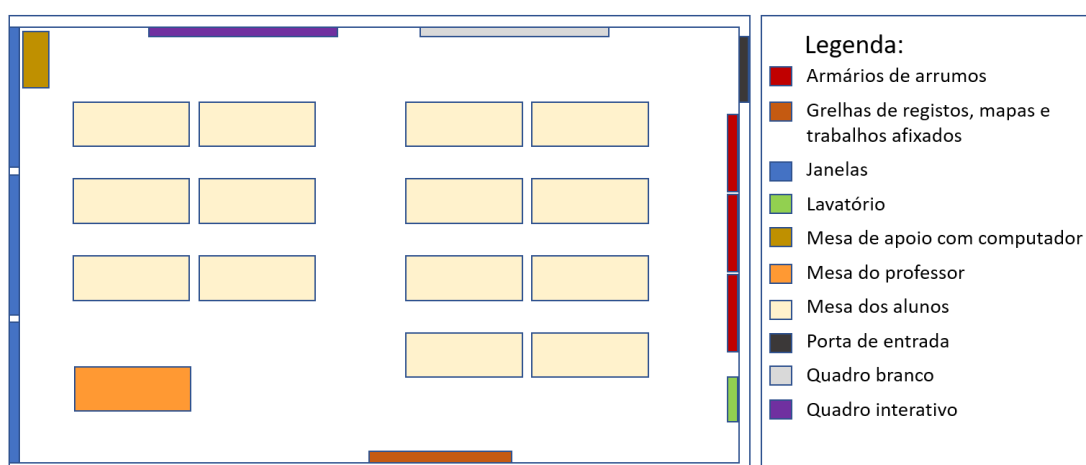 Legenda:
Armários de arrumos
Grelhas de registos, mapas e
trabalhos afixados
Janelas
Lavatório
Mesa de apoio com computador
Mesa do professor
Mesa dos alunos
Porta de entrada
Quadro branco
Quadro interativo